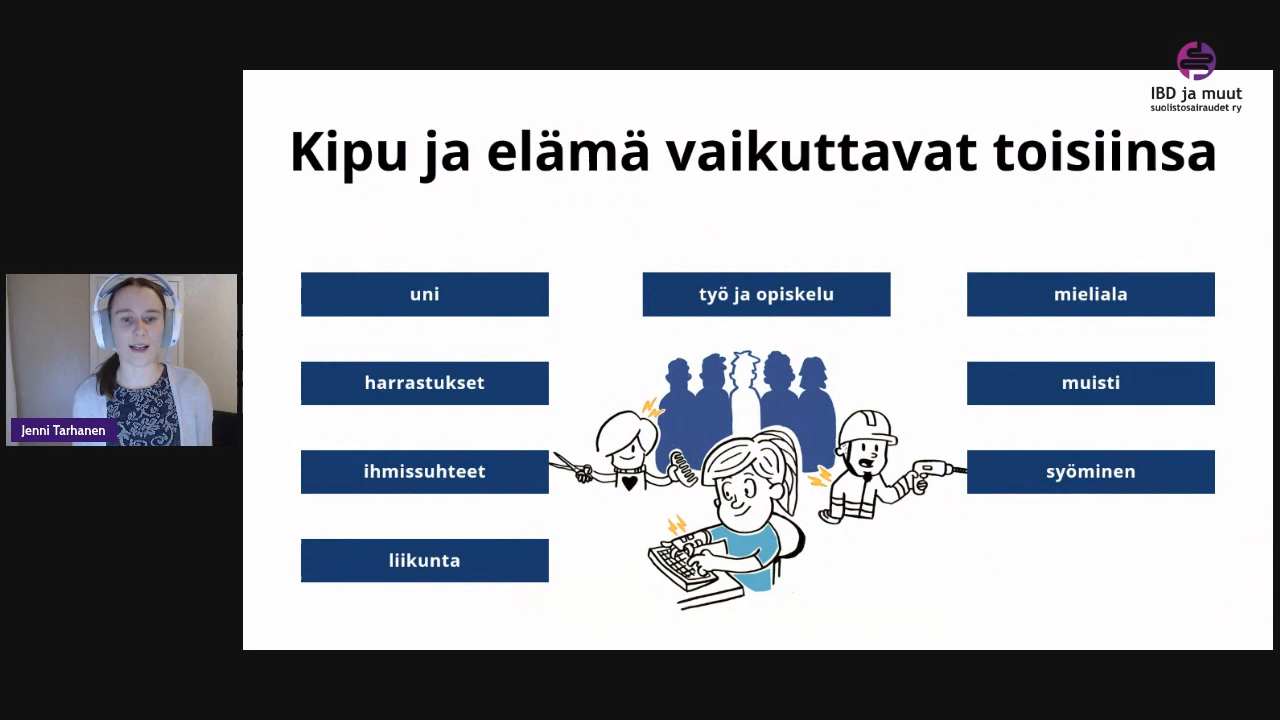 IBD ja muut
suolistosairaudet ry
Kipu ja elämä vaikuttavat toisiinsa
uni
työ ja opiskelu
mieliala
harrastukset
muisti
ihmissuhteet
syöminen
liikunta
Jenni Tarhanen